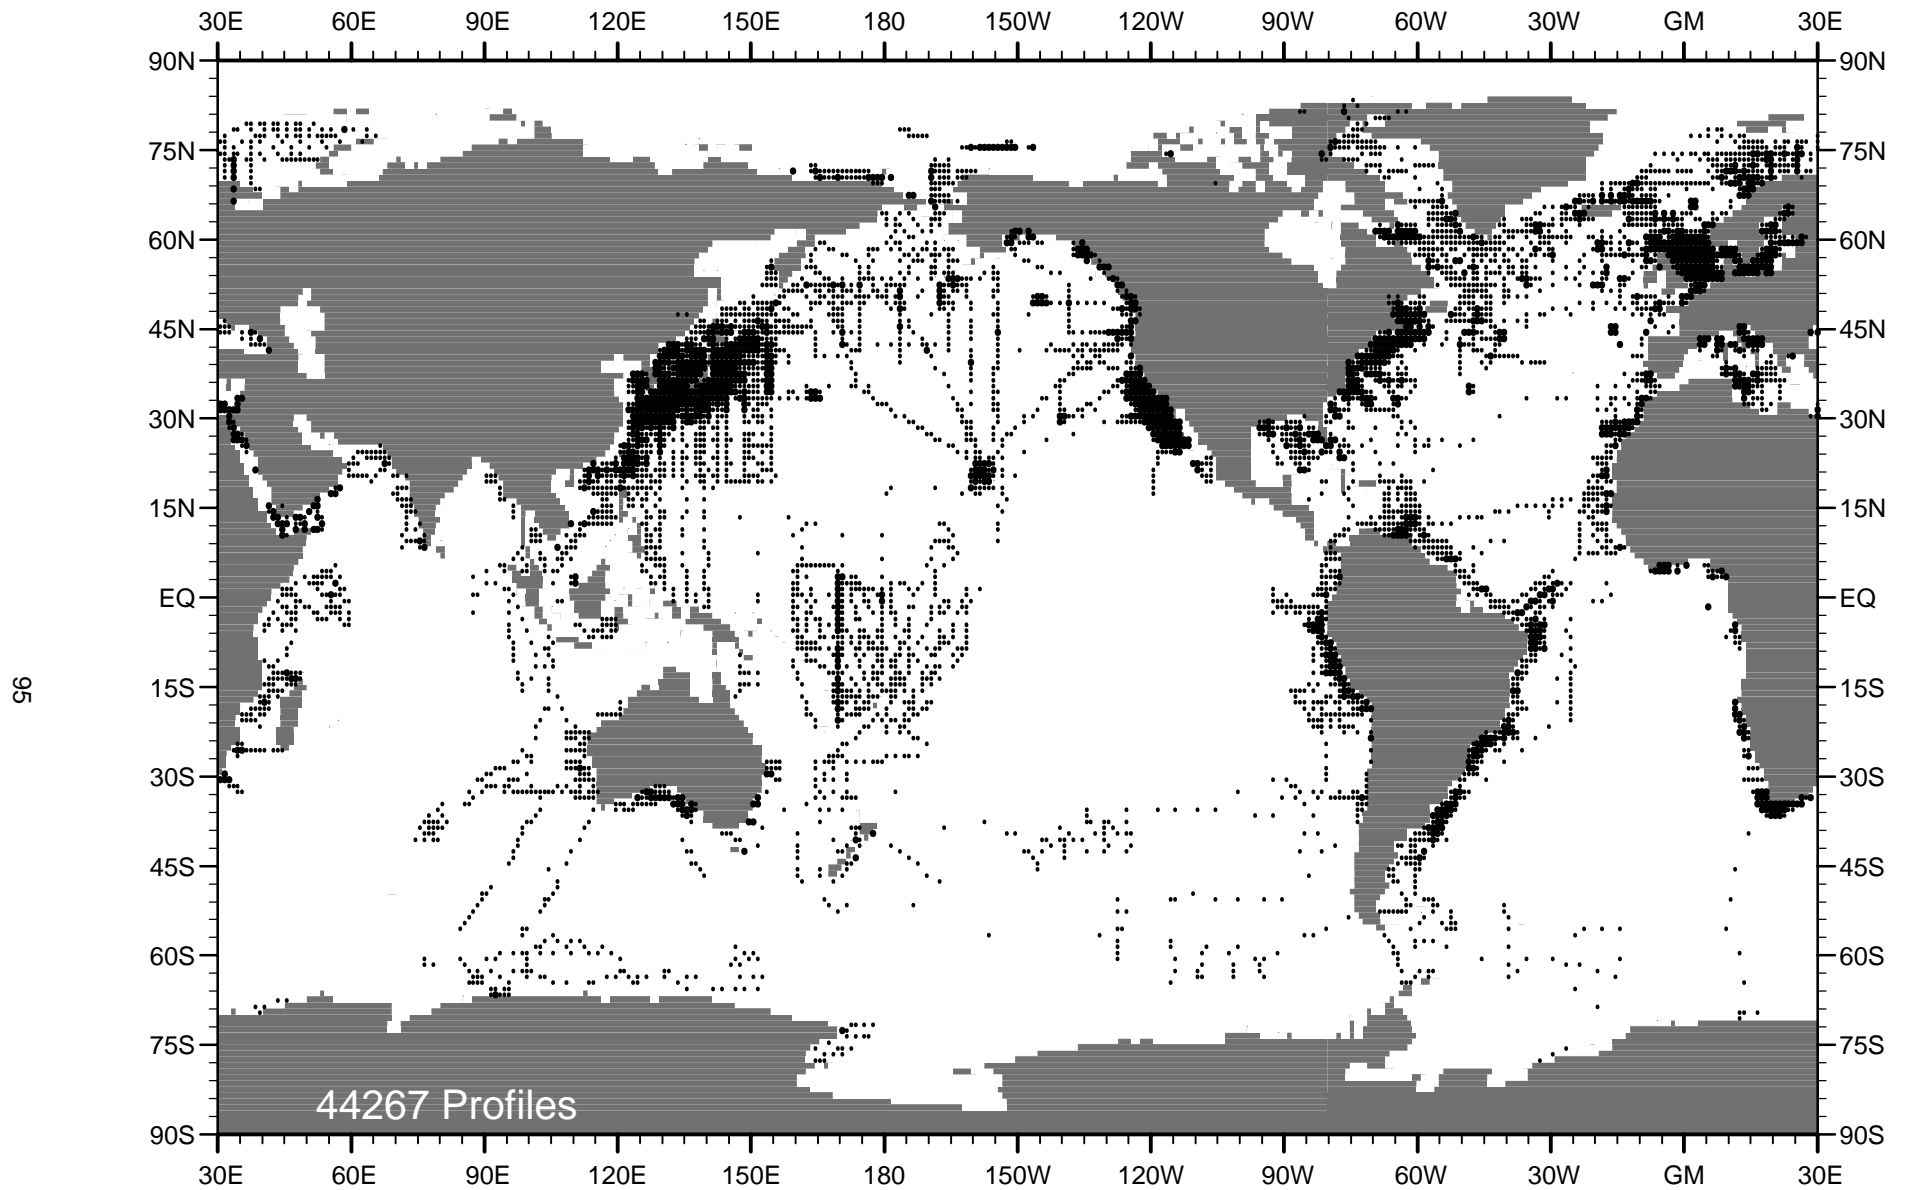 30E 60E 90E 120E 150E 180 150W 120W 90W 60W 30W GM 30E
90N 90N
75N 75N
60N 60N
45N 45N
30N 30N
15N 15N
EQ EQ
15S 15S
95
30S 30S
45S 45S
60S 60S
75S 75S
44267 Profiles
90S 90S
30E 60E 90E 120E 150E 180 150W 120W 90W 60W 30W GM 30E